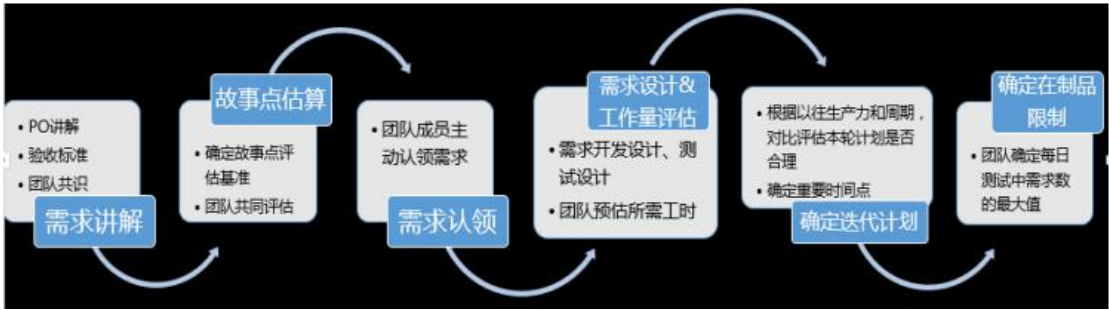 • PO讲解
• 验收标准
• 团队共识
需求讲解
故事点估算
• 确定故事点评
估基准
• 团队共同评估
• 团队成员主
动认领需求
需求认领
需求设计&
工作量评估
• 需求开发设计、测
试设计
• 团队预估所需工时
• 根据以往生产力和周期，
对比评估本轮计划是否
合理
• 确定重要时间点
确定迭代计划
确定在制品
限制
• 团队确定每日
测试中需求数
的最大值